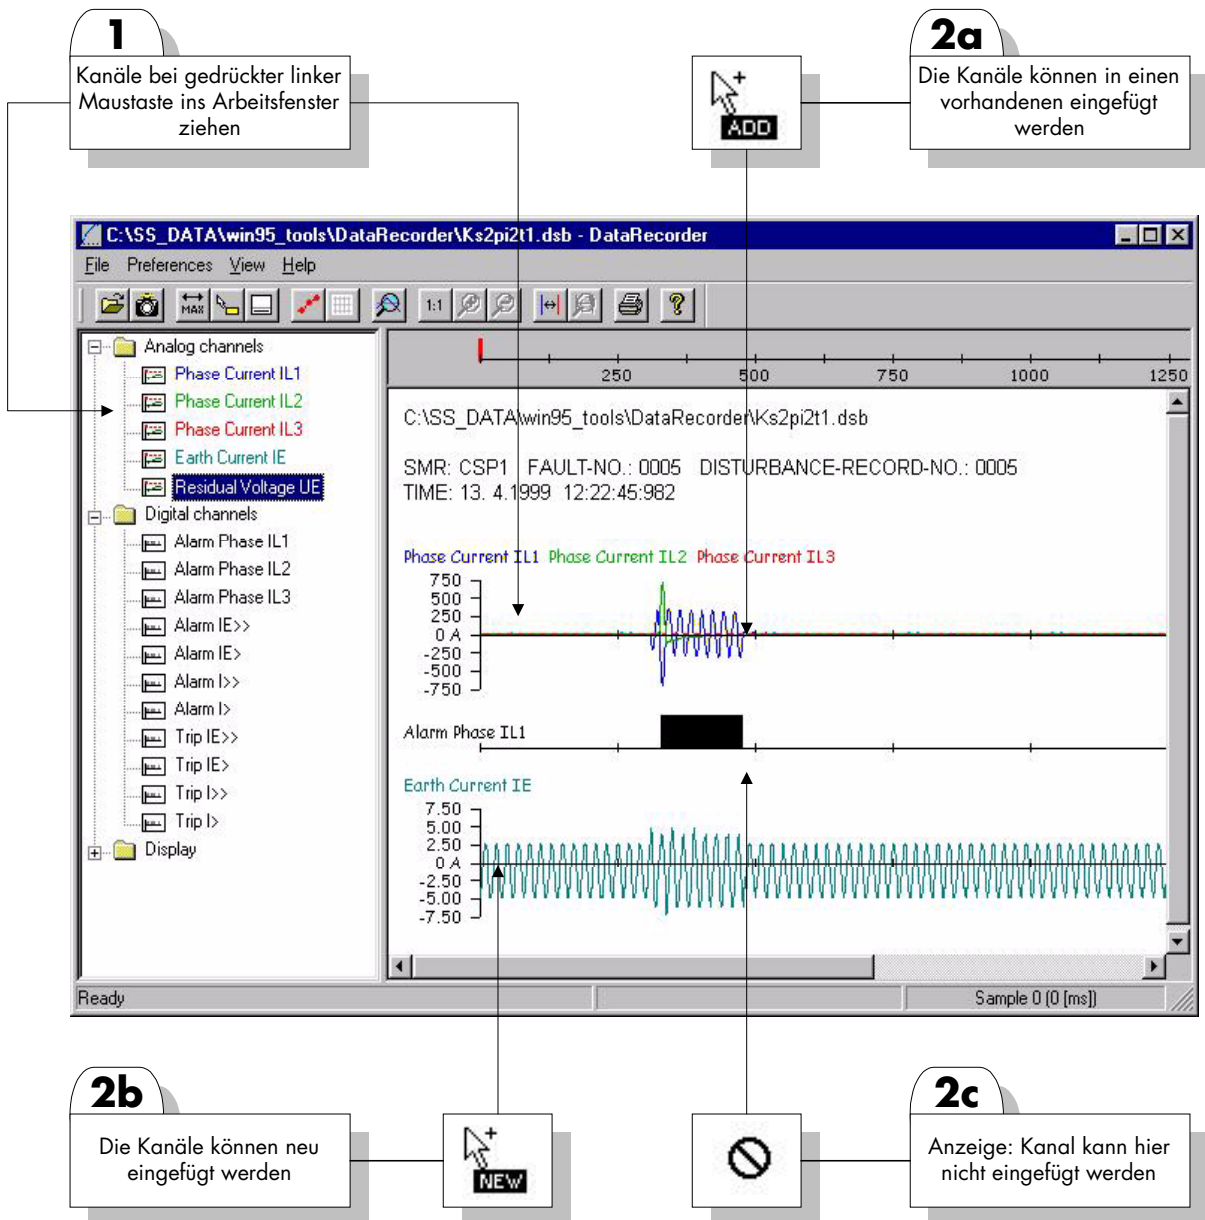 1
Kanäle bei gedrückter linker
Maustaste ins Arbeitsfenster
ziehen
ADD
2a
Die Kanäle können in einen
vorhandenen eingefügt
werden
C:\SS_DATA\win95_tools\DataRecorder\Ks2pi2t1.dsb - DataRecorder
File Preferences View Help
MAX 1:1
Analog channels
Phase Current IL1
Phase Current IL2
Phase Current IL3
Earth Current IE
Residual Voltage UE
Digital channels
Alarm Phase IL1
Alarm Phase IL2
Alarm Phase IL3
Alarm IE>>
Alarm IE>
Alarm I>>
Alarm I>
Trip IE>>
Trip IE>
Trip I>>
Trip I>
Display
250 500 750 1000 1250
C:\SS_DATA\win95_tools\DataRecorder\Ks2pi2t1.dsb
SMR: CSP1 FAULT-NO.: 0005 DISTURBANCE-RECORD-NO.: 0005
TIME: 13. 4.1999 12:22:45:982
Phase Current IL1 Phase Current IL2 Phase Current IL3
750
500
250
0 A
-250
-500
-750
Alarm Phase IL1
Earth Current IE
7.50
5.00
2.50
0 A
-2.50
-5.00
-7.50
Ready
Sample 0 (0 [ms])
2b
Die Kanäle können neu
eingefügt werden
NEW
2c
Anzeige: Kanal kann hier
nicht eingefügt werden